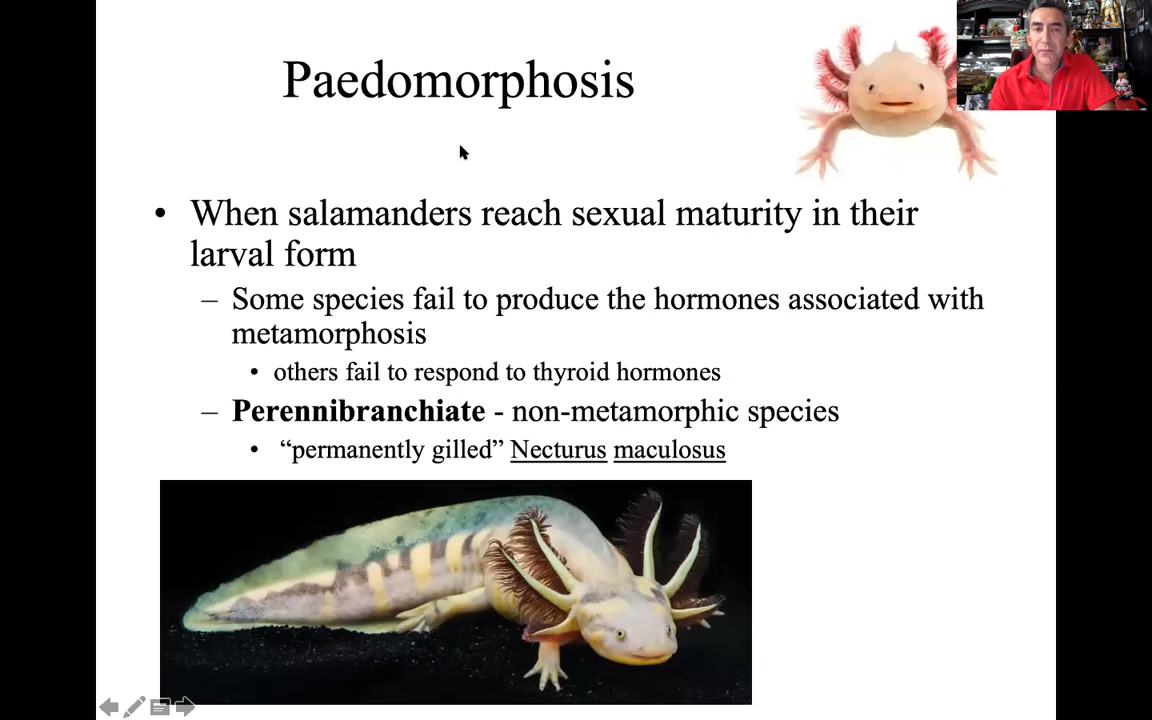 Paedomorphosis
• When salamanders reach sexual maturity in their
larval form
– Some species fail to produce the hormones associated with
metamorphosis
• others fail to respond to thyroid hormones
– Perennibranchiate - non-metamorphic species
• “permanently gilled” Necturus maculosus